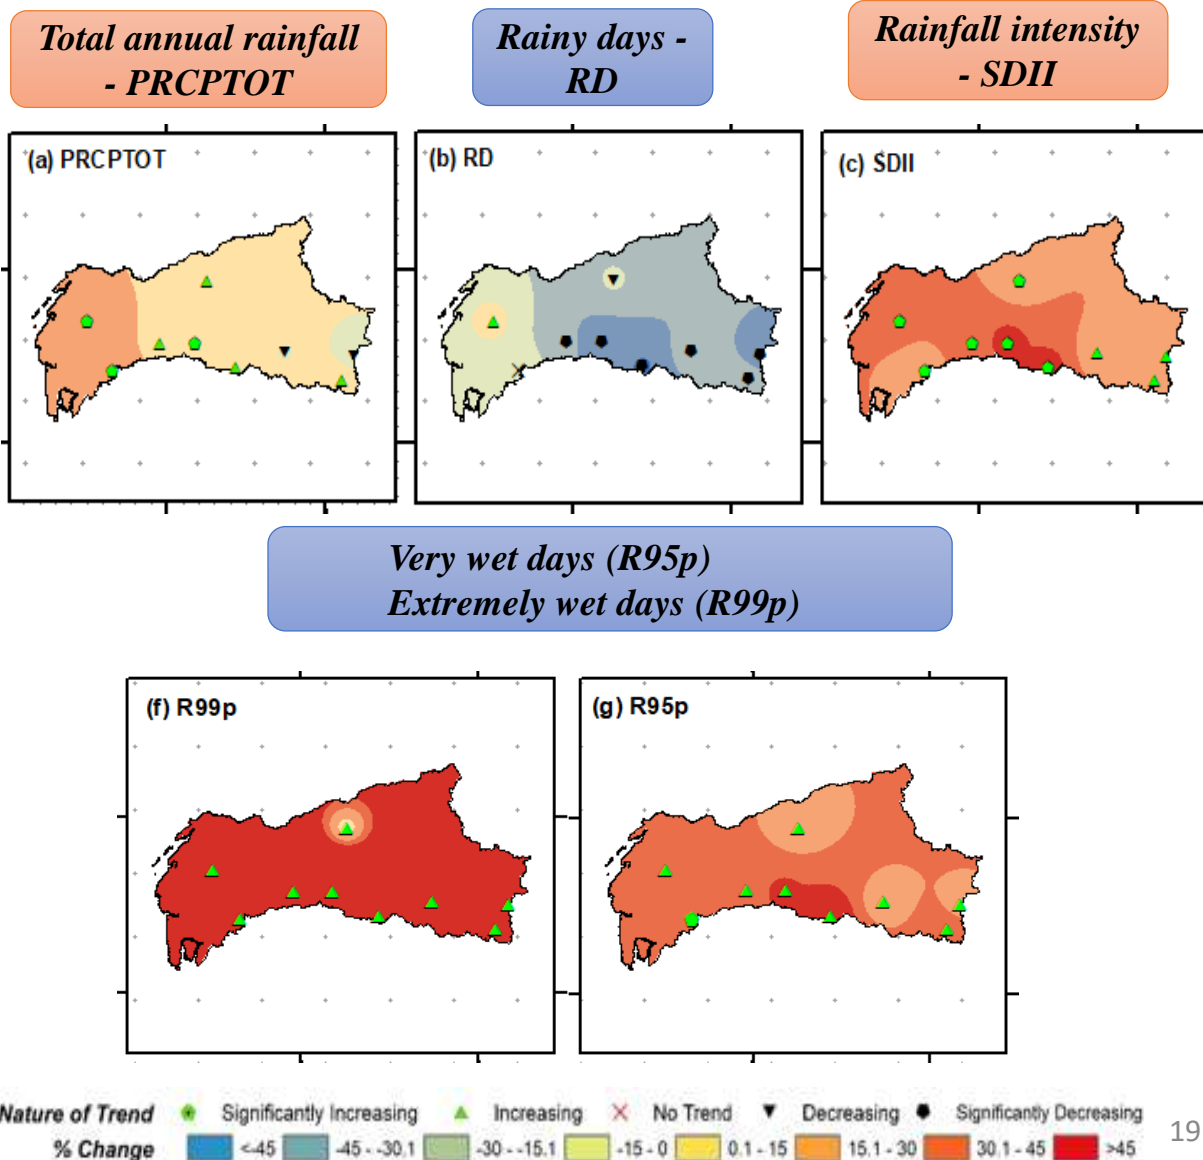 Total annual rainfall
- PRCPTOT
Rainy days -
RD
Rainfall intensity
- SDII
(a) PRCPTOT
(b) RD
(c) SDII
Very wet days (R95p)
Extremely wet days (R99p)
(f) R99p
(g) R95p
Nature of Trend Significantly Increasing Increasing No Trend Decreasing Significantly Decreasing
% Change <-45 -45 - -30.1 -30 - -15.1 -15 - 0 0.1 - 15 15.1 - 30 30.1 - 45 >45
19